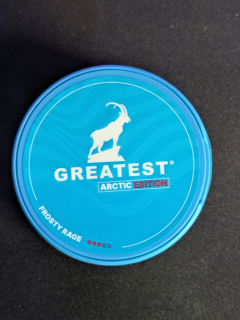 GREATEST®
ARCTIC EDITION
FROSTY RAGE